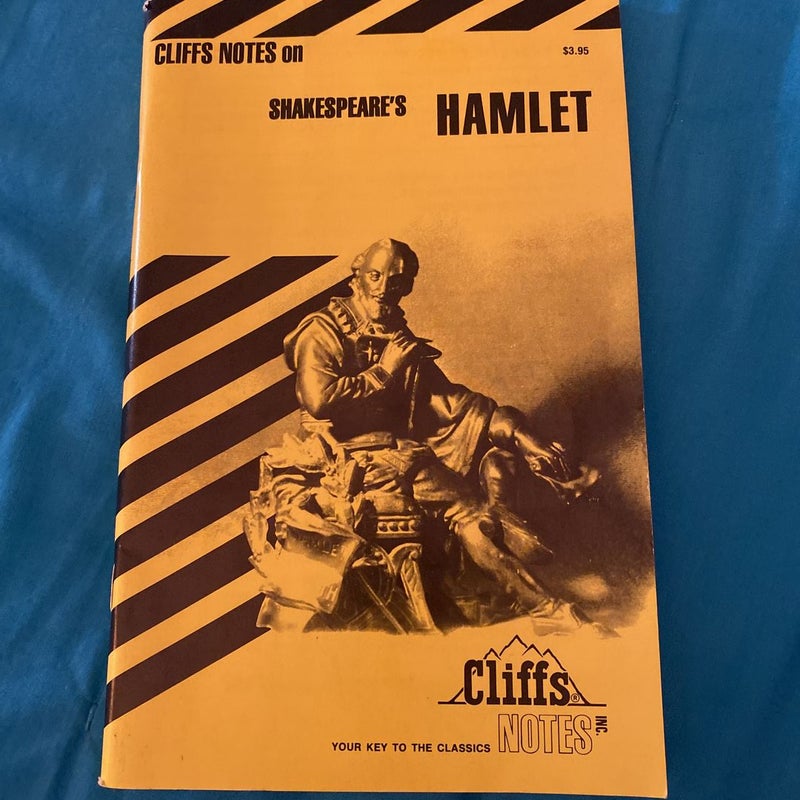 CLIFFS NOTES on
$3.95
SHAKESPEARE'S HAMLET
Cliffs®
NOTES INC.
YOUR KEY TO THE CLASSICS